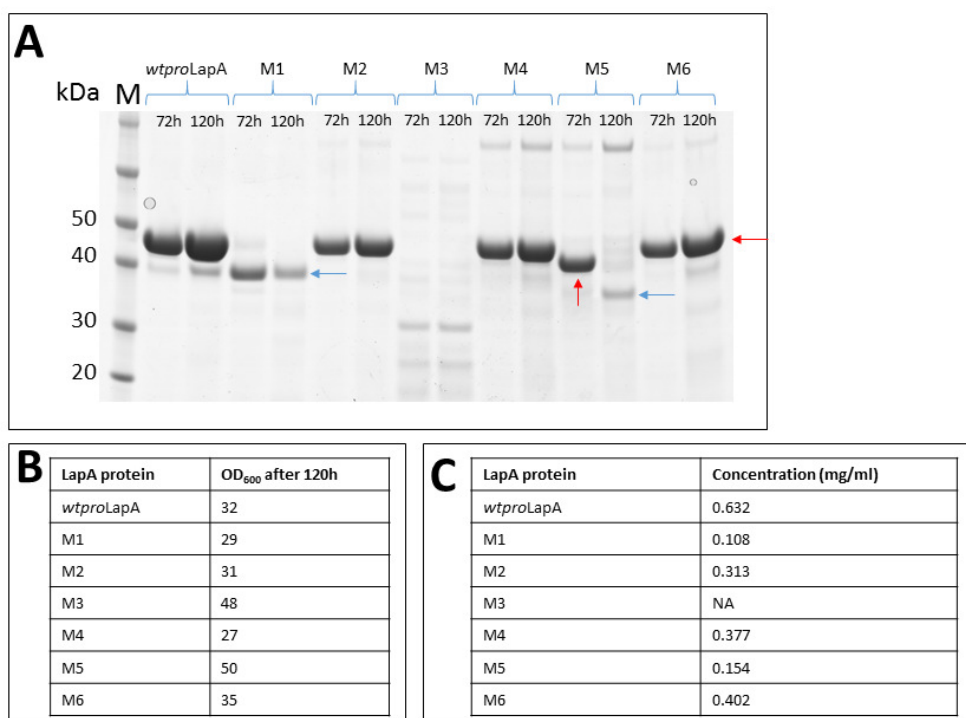 A
wtproLapA M1 M2 M3 M4 M5 M6
kDa M
72h 120h 72h 120h 72h 120h 72h 120h 72h 120h 72h 120h 72h 120h
50
40
30
20
B
LapA protein OD600 after 120h
wtproLapA 32
M1 29
M2 31
M3 48
M4 27
M5 50
M6 35
C
LapA protein Concentration (mg/ml)
wtproLapA 0.632
M1 0.108
M2 0.313
M3 NA
M4 0.377
M5 0.154
M6 0.402